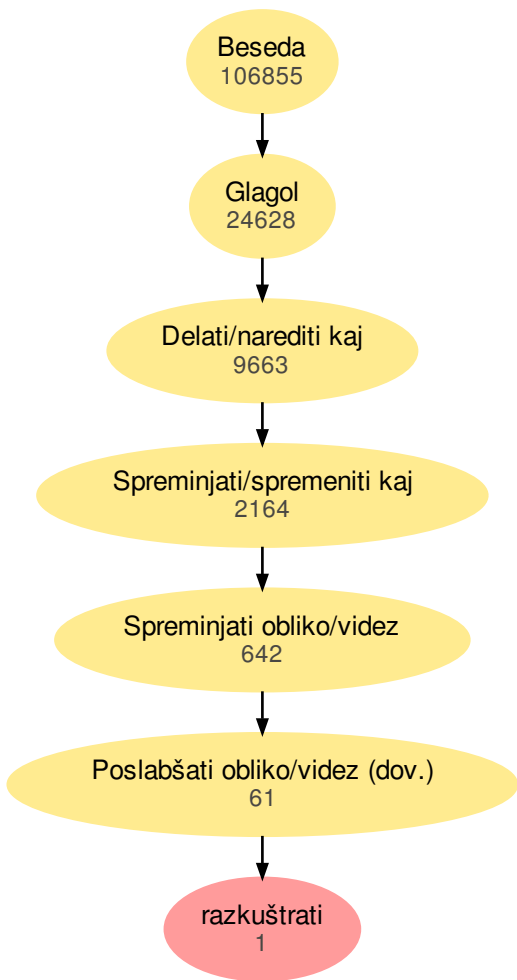 Beseda
106855
Glagol
24628
Delati/narediti kaj
9663
Spreminjati/spremeniti kaj
2164
Spreminjati obliko/videz
642
Poslabšati obliko/videz (dov.)
61
razkuštrati
1